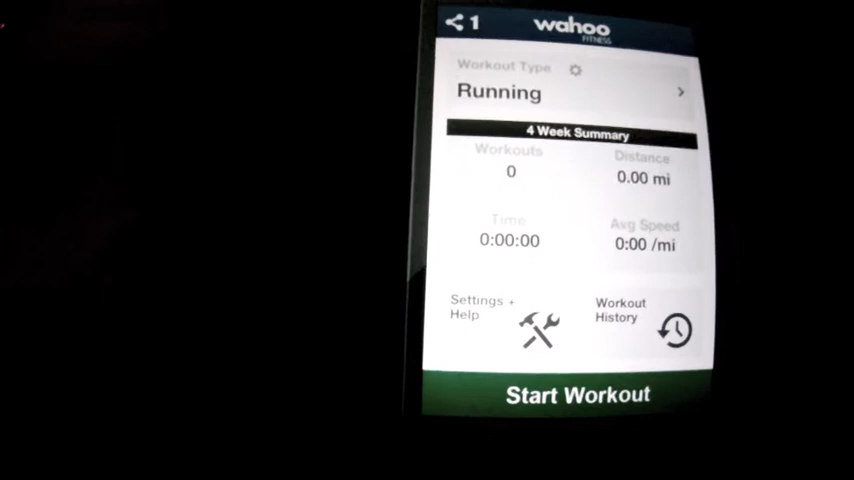 1 wahoo
FITNESS
Workout Type
Running
4 Week Summary
Workouts Distance
0 0.00 mi
Time Avg Speed
0:00:00 0:00 /mi
Settings + Workout
Help History
Start Workout